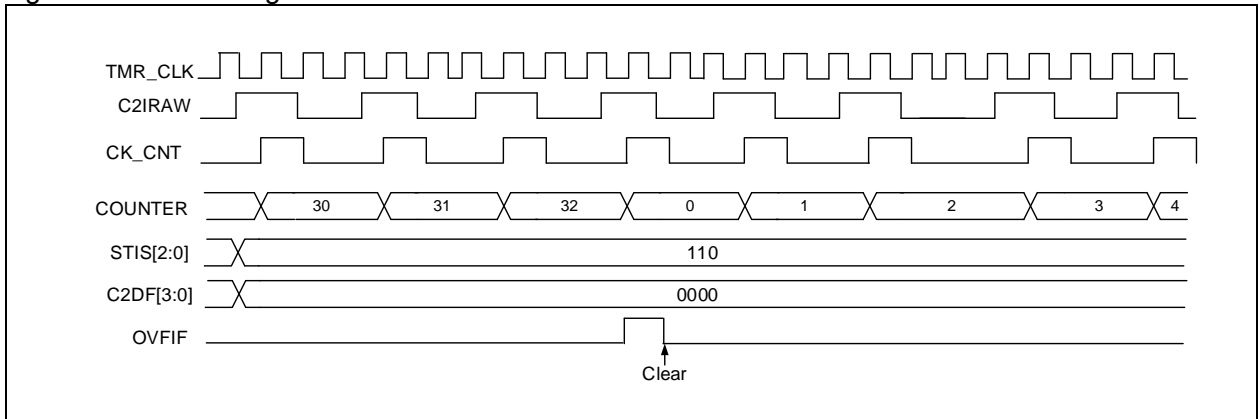 TMR_CLK
C2IRAW
CK_CNT
COUNTER 30 31 32 0 1 2 3 4
STIS[2:0] 110
C2DF[3:0] 0000
OVFIF
Clear